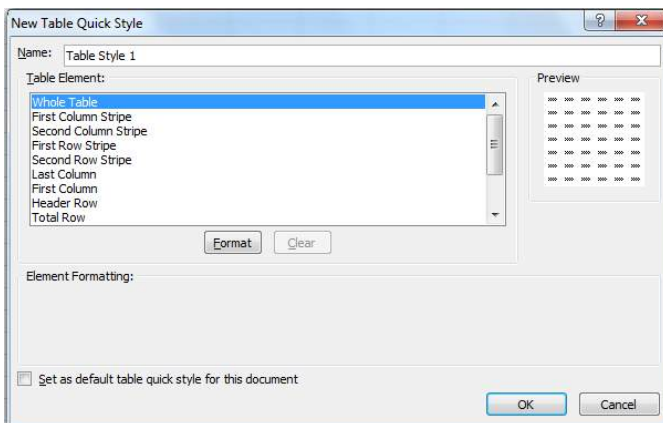 New Table Quick Style
Name: Table Style 1
Table Element:
Preview
Whole Table
First Column Stripe
Second Column Stripe
First Row Stripe
Second Row Stripe
Last Column
First Column
Header Row
Total Row
Format Clear
Element Formatting:
Set as default table quick style for this document
OK Cancel